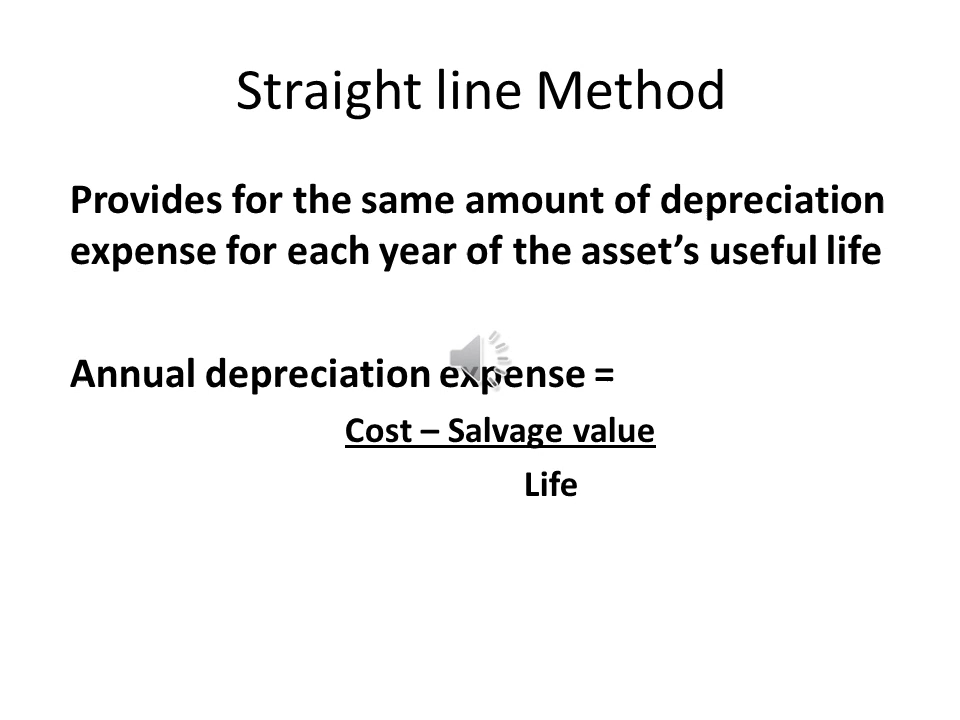 Straight line Method
Provides for the same amount of depreciation
expense for each year of the asset’s useful life
Annual depreciation expense =
Cost – Salvage value
Life